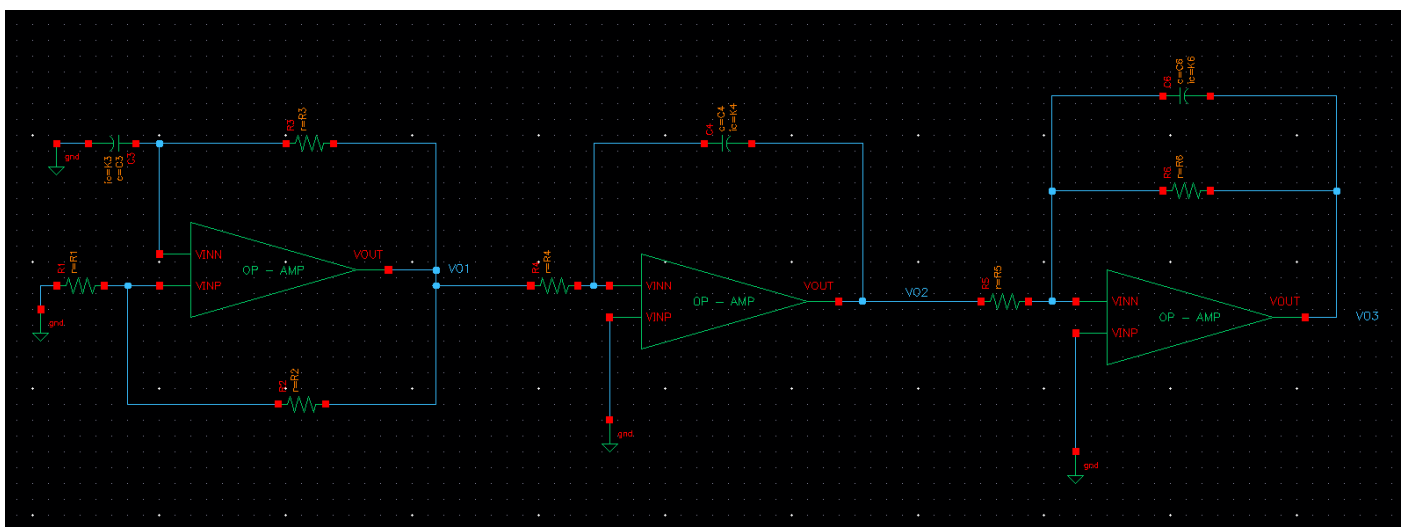 C6
c=C6
ic=K6
R3
r=R3
C4
c=C4
ic=K4
gnd
ic=K3
c=C3
C3
R6
r=R6
VINN
VOUT
OP - AMP
VO1
R1
r=R1
VINP
gnd
R4
r=R4
VINN
VOUT
OP - AMP
VINP
VO2
R5
r=R5
VINN
VOUT
OP - AMP
VO3
VINP
R2
r=R2
gnd
gnd